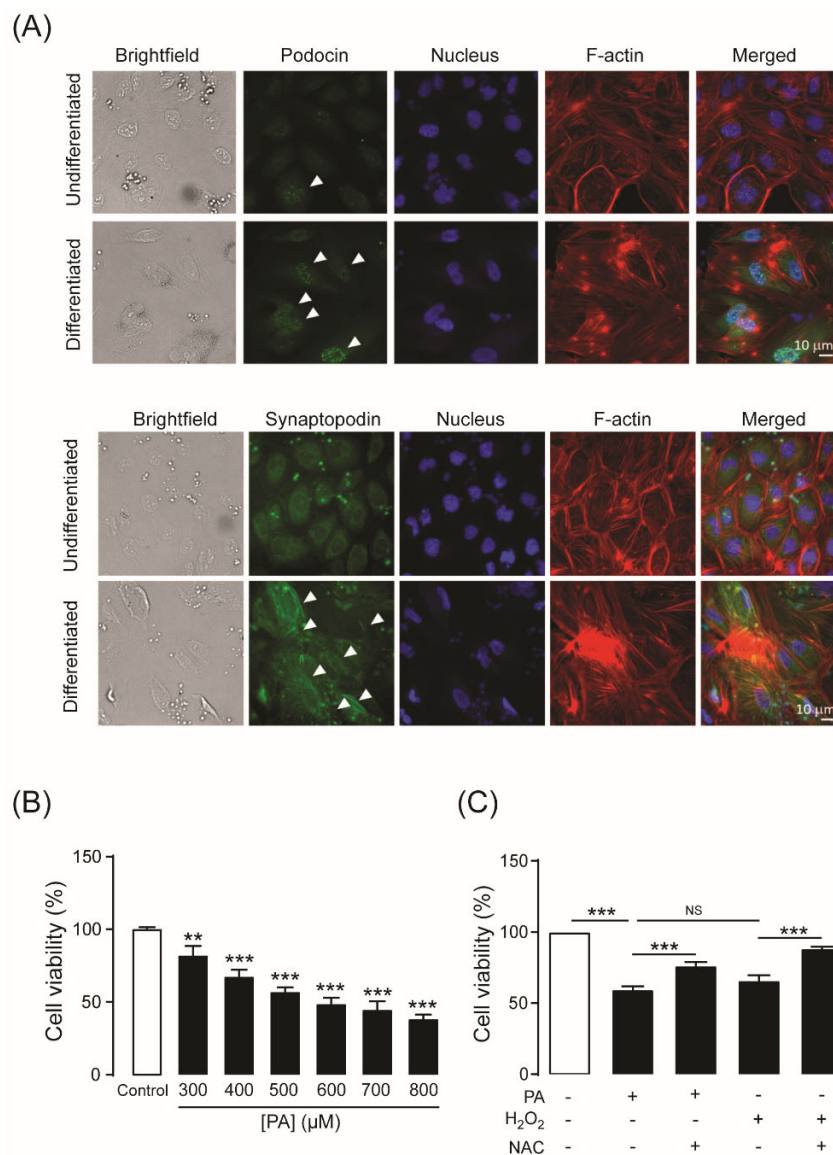 (A)
Brightfield Podocin Nucleus F-actin Merged
Undifferentiated
Differentiated
10 μm
Brightfield Synaptopodin Nucleus F-actin Merged
Undifferentiated
Differentiated
10 μm
(B)
Cell viability (%)
150
100
50
0
** *** *** *** *** ***
Control 300 400 500 600 700 800
[PA] (μM)
(C)
Cell viability (%)
150
100
50
0
*** NS
*** ***
PA - + + - -
H₂O₂ - - - + +
NAC - - + - +